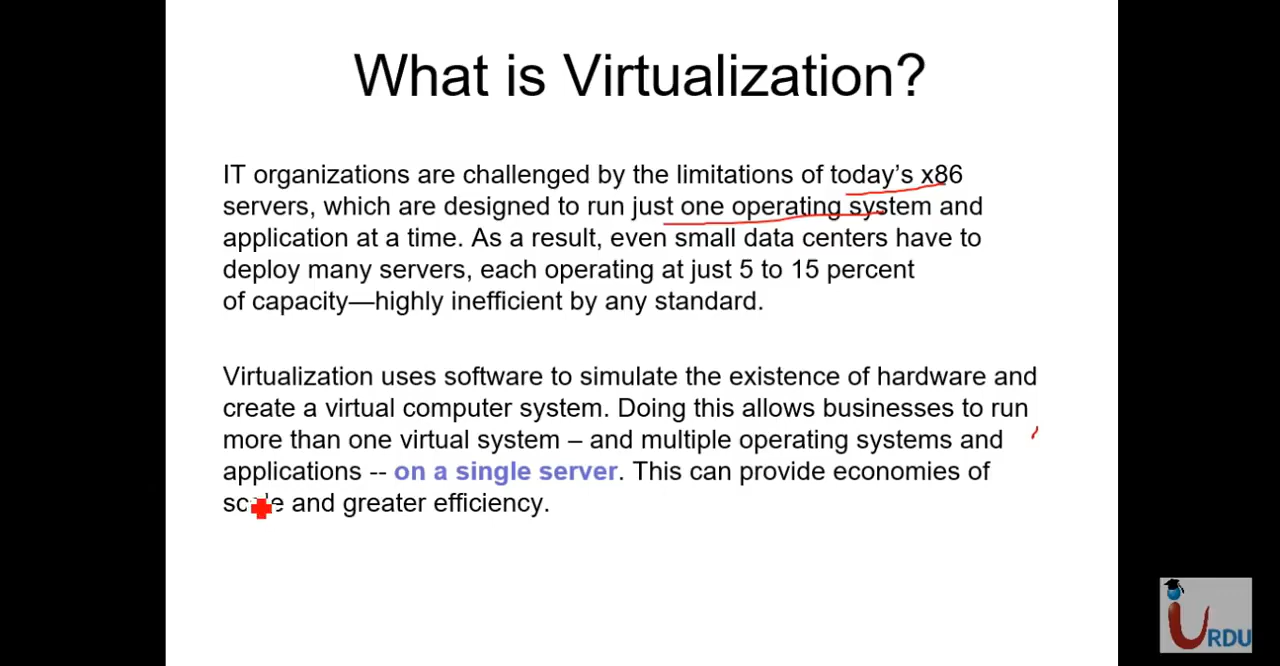 What is Virtualization?
IT organizations are challenged by the limitations of today's x86
servers, which are designed to run just one operating system and
application at a time. As a result, even small data centers have to
deploy many servers, each operating at just 5 to 15 percent
of capacity—highly inefficient by any standard.
Virtualization uses software to simulate the existence of hardware and
create a virtual computer system. Doing this allows businesses to run
more than one virtual system – and multiple operating systems and
applications -- on a single server. This can provide economies of
scale and greater efficiency.
iURDU